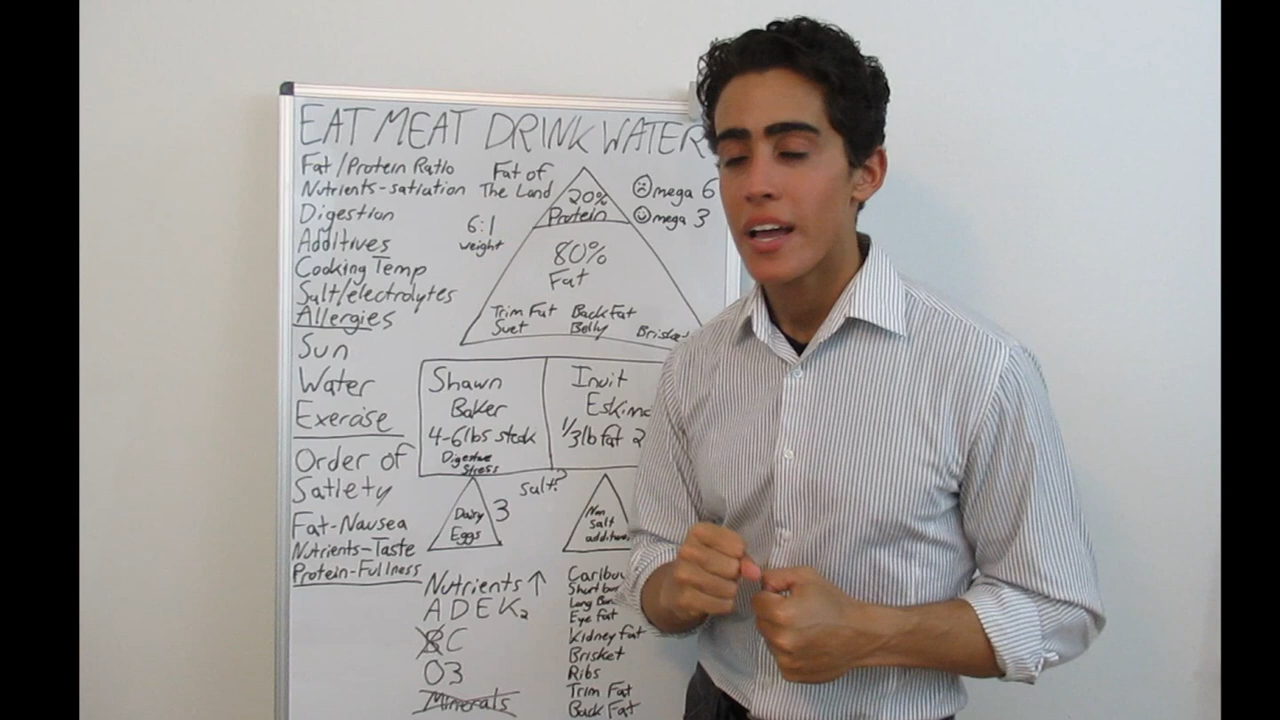 EAT MEAT DRINK WATER
Fat/Protein Ratio
Nutrients-satiation
Digestion
Additives
Cooking Temp
Salt/electrolytes
Allergies
Sun
Water
Exercise
Order of
Satiety
Fat-Nausea
Nutrients-Taste
Protein-Fullness
Fat of
The Land
6:1
weight
20%
Protein
80%
Fat
Trim Fat Back Fat
Suet Belly Brisket
Omega 6
Omega 3
Shawn
Baker
4-6lbs steak
Digestive
Stress
Inuit
Eskimo
1/3lb fat 2
Salt?
Dairy
Eggs
3
Non
Salt
additives
Nutrients ↑
A D E K2
B C
O3
Minerals
Caribou
Eye Fat
Kidney Fat
Brisket
Ribs
Trim Fat
Back Fat